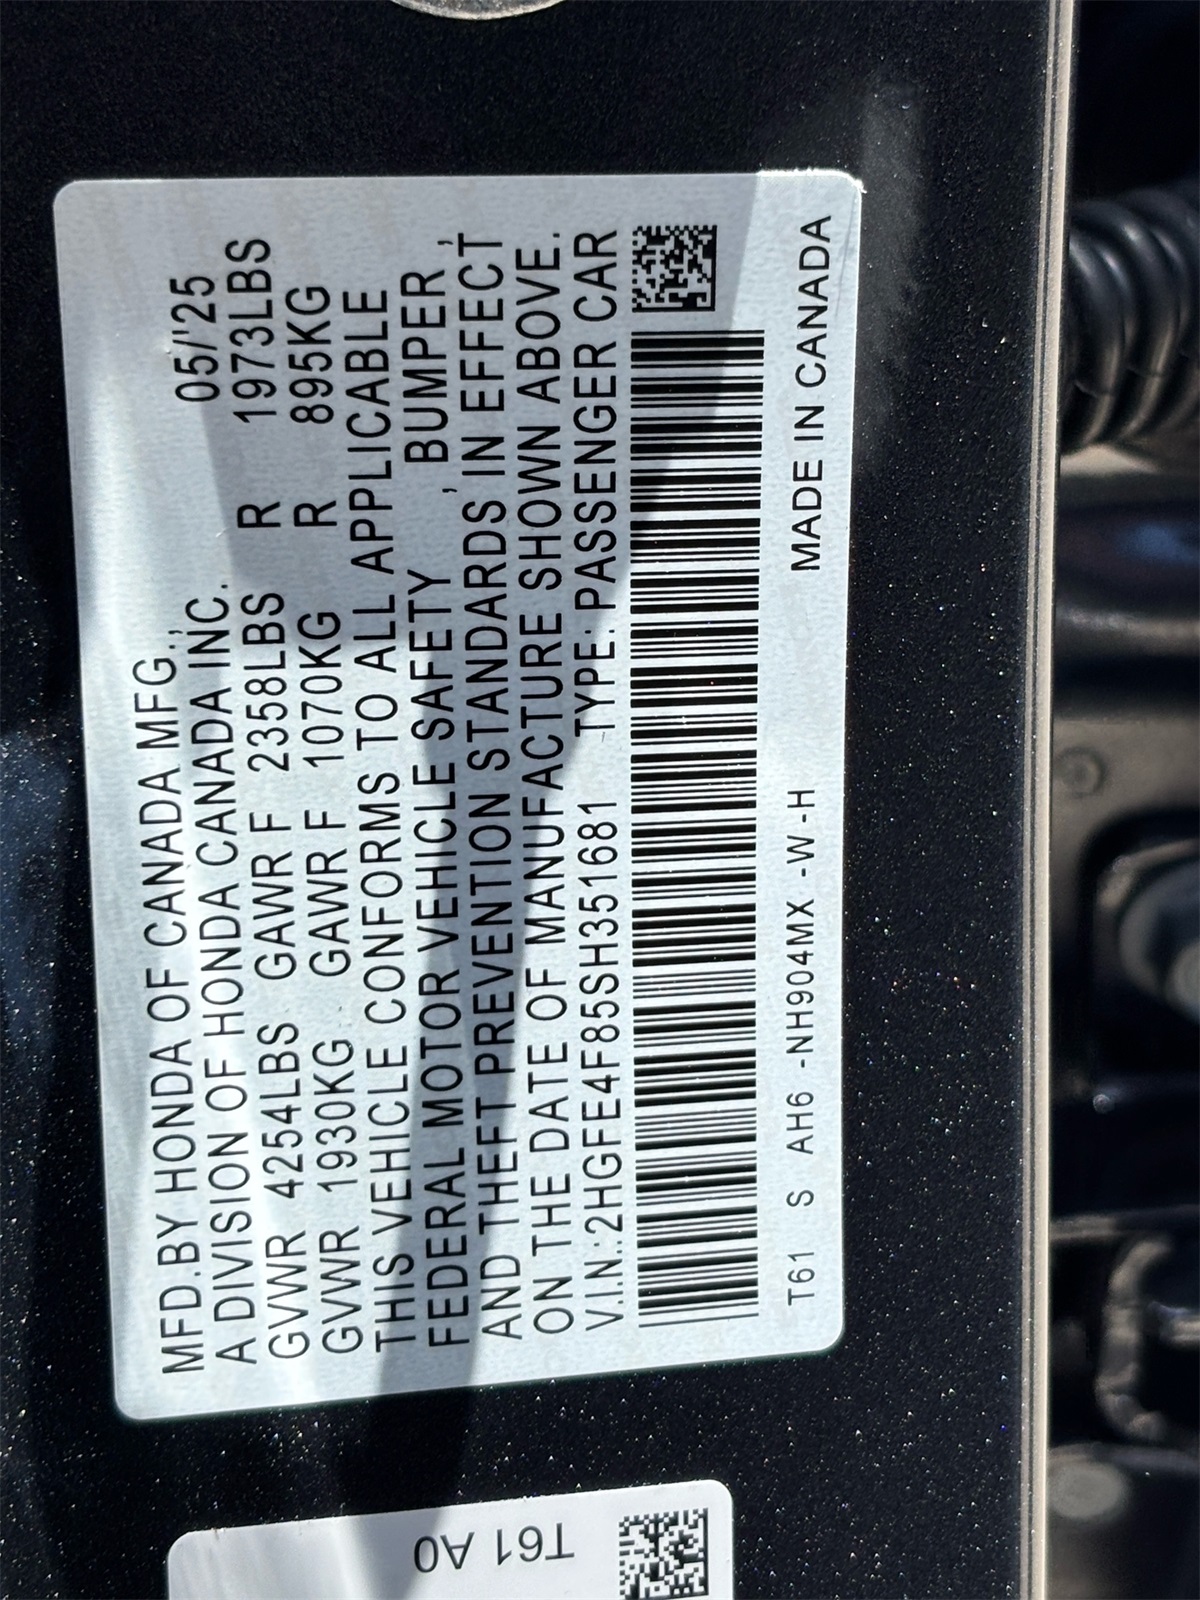 MFD.BY HONDA OF CANADA MFG.,
A DIVISION OF HONDA CANADA INC. 05/'25
GVWR 4254LBS GAWR F 2358LBS R 1973LBS
GVWR 1930KG GAWR F 1070KG R 895KG
THIS VEHICLE CONFORMS TO ALL APPLICABLE
FEDERAL MOTOR VEHICLE SAFETY, BUMPER,
AND THEFT PREVENTION STANDARDS, IN EFFECT
ON THE DATE OF MANUFACTURE SHOWN ABOVE.
V.I.N.:2HGFE4F85SH351681 TYPE: PASSENGER CAR
T61 S AH6 -NH904MX -W-H MADE IN CANADA
T61 A0